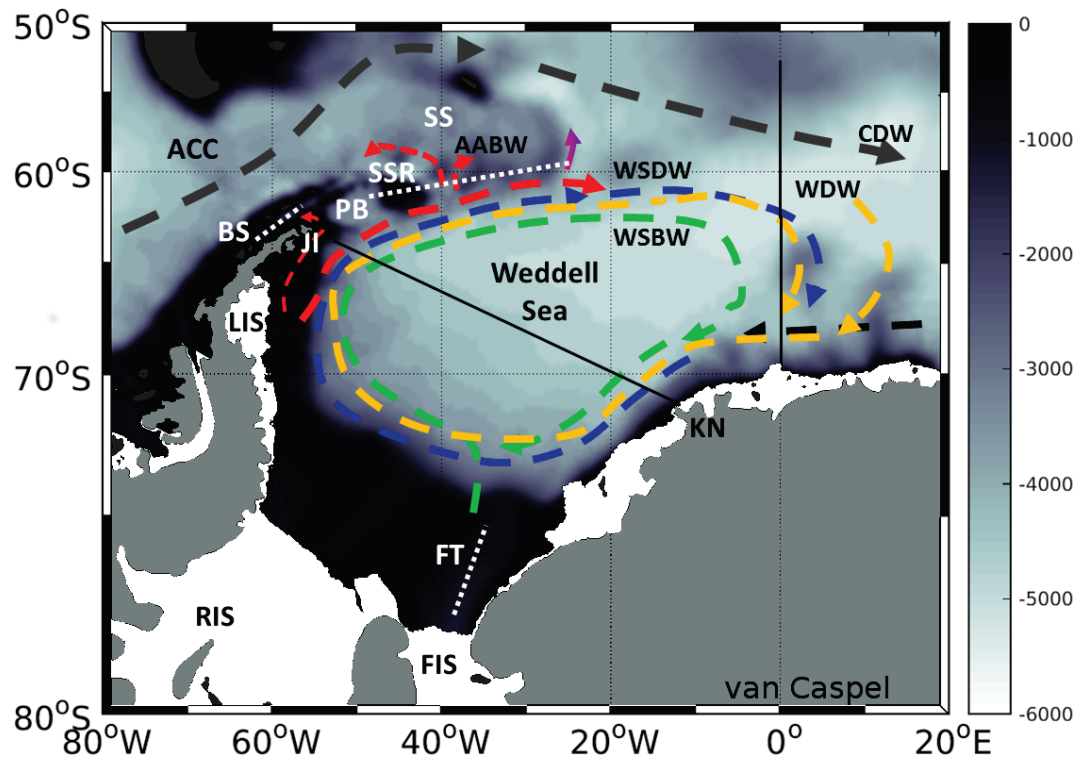 50°S
60°S
70°S
80°S
80°W
60°W
40°W
20°W
0°
20°E
0
-1000
-2000
-3000
-4000
-5000
-6000
SS
ACC
AABW
CDW
SSR
WSDW
WDW
PB
BS
JI
WSBW
Weddell
Sea
LIS
KN
FT
RIS
FIS
van Caspel